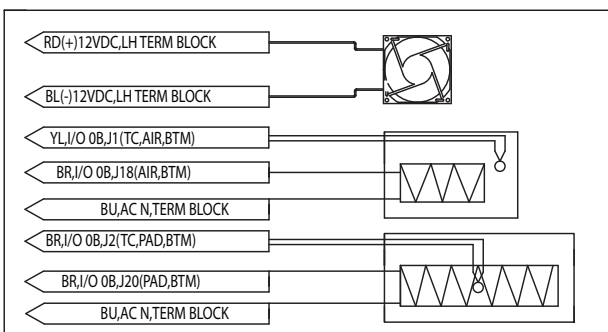 RD(+)12VDC,LH TERM BLOCK
BL(-)12VDC,LH TERM BLOCK
YL,I/O 0B,J1(TC,AIR,BTM)
BR,I/O 0B,J18(AIR,BTM)
BU,AC N,TERM BLOCK
BR,I/O 0B,J2(TC,PAD,BTM)
BR,I/O 0B,J20(PAD,BTM)
BU,AC N,TERM BLOCK